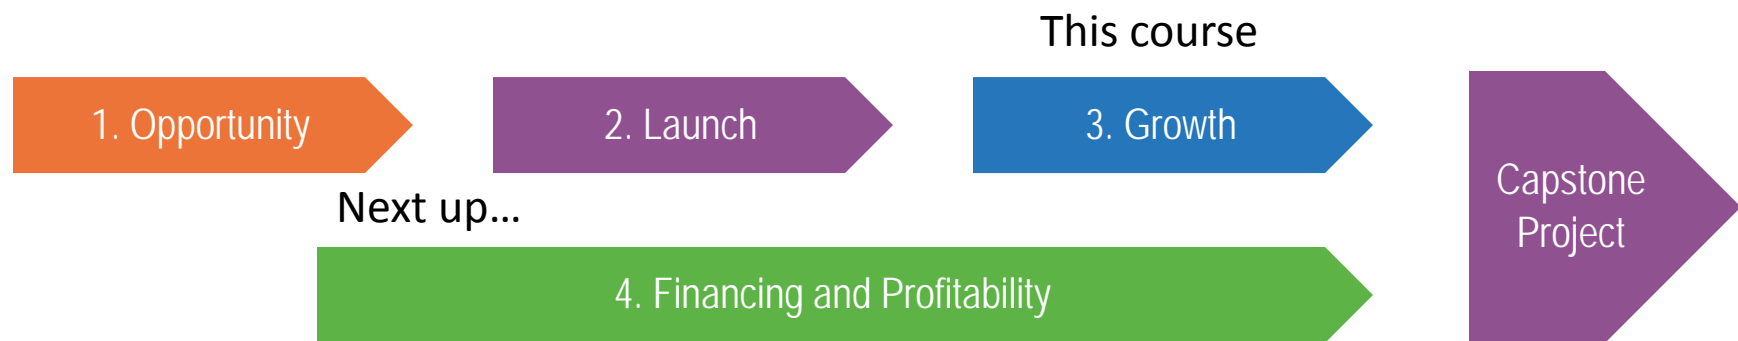 This course
1. Opportunity
2. Launch
3. Growth
Next up...
4. Financing and Profitability
Capstone
Project